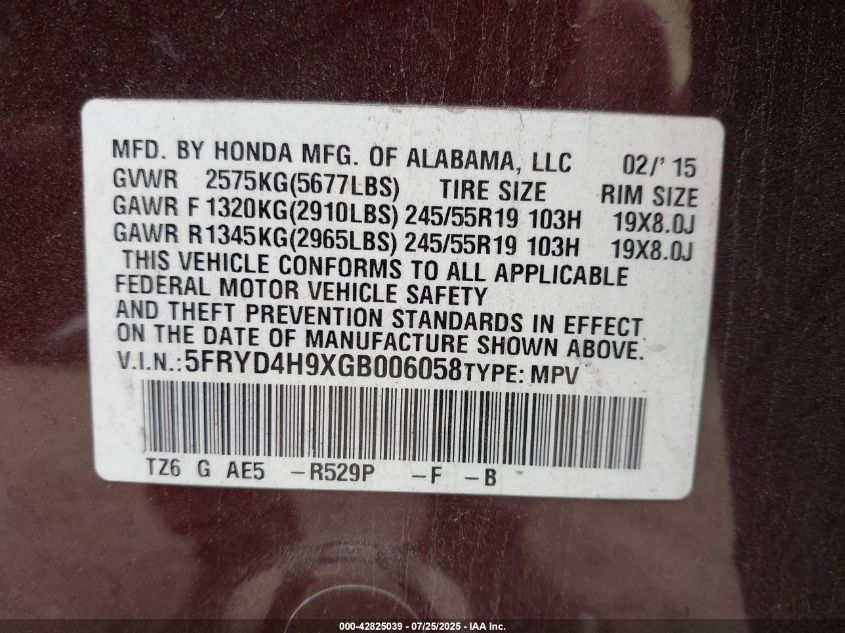 MFD. BY HONDA MFG. OF ALABAMA, LLC 02/'15
GVWR 2575KG(5677LBS) TIRE SIZE RIM SIZE
GAWR F 1320KG(2910LBS) 245/55R19 103H 19X8.0J
GAWR R1345KG(2965LBS) 245/55R19 103H 19X8.0J
THIS VEHICLE CONFORMS TO ALL APPLICABLE
FEDERAL MOTOR VEHICLE SAFETY
AND THEFT PREVENTION STANDARDS IN EFFECT
ON THE DATE OF MANUFACTURE SHOWN ABOVE.
V.I.N.:5FRYD4H9XGB006058TYPE: MPV
TZ6 G AE5 -R529P -F -B
000-42825039 - 07/25/2025 - IAA Inc.